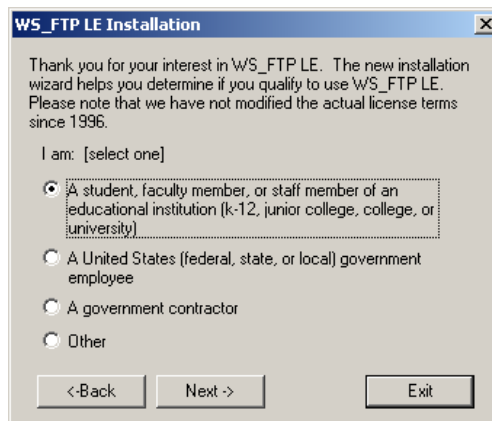 WS_FTP LE Installation
Thank you for your interest in WS_FTP LE. The new installation
wizard helps you determine if you qualify to use WS_FTP LE.
Please note that we have not modified the actual license terms
since 1996.
I am: [select one]
A student, faculty member, or staff member of an
educational institution (k-12, junior college, college, or
university)
A United States (federal, state, or local) government
employee
A government contractor
Other
<-Back Next -> Exit